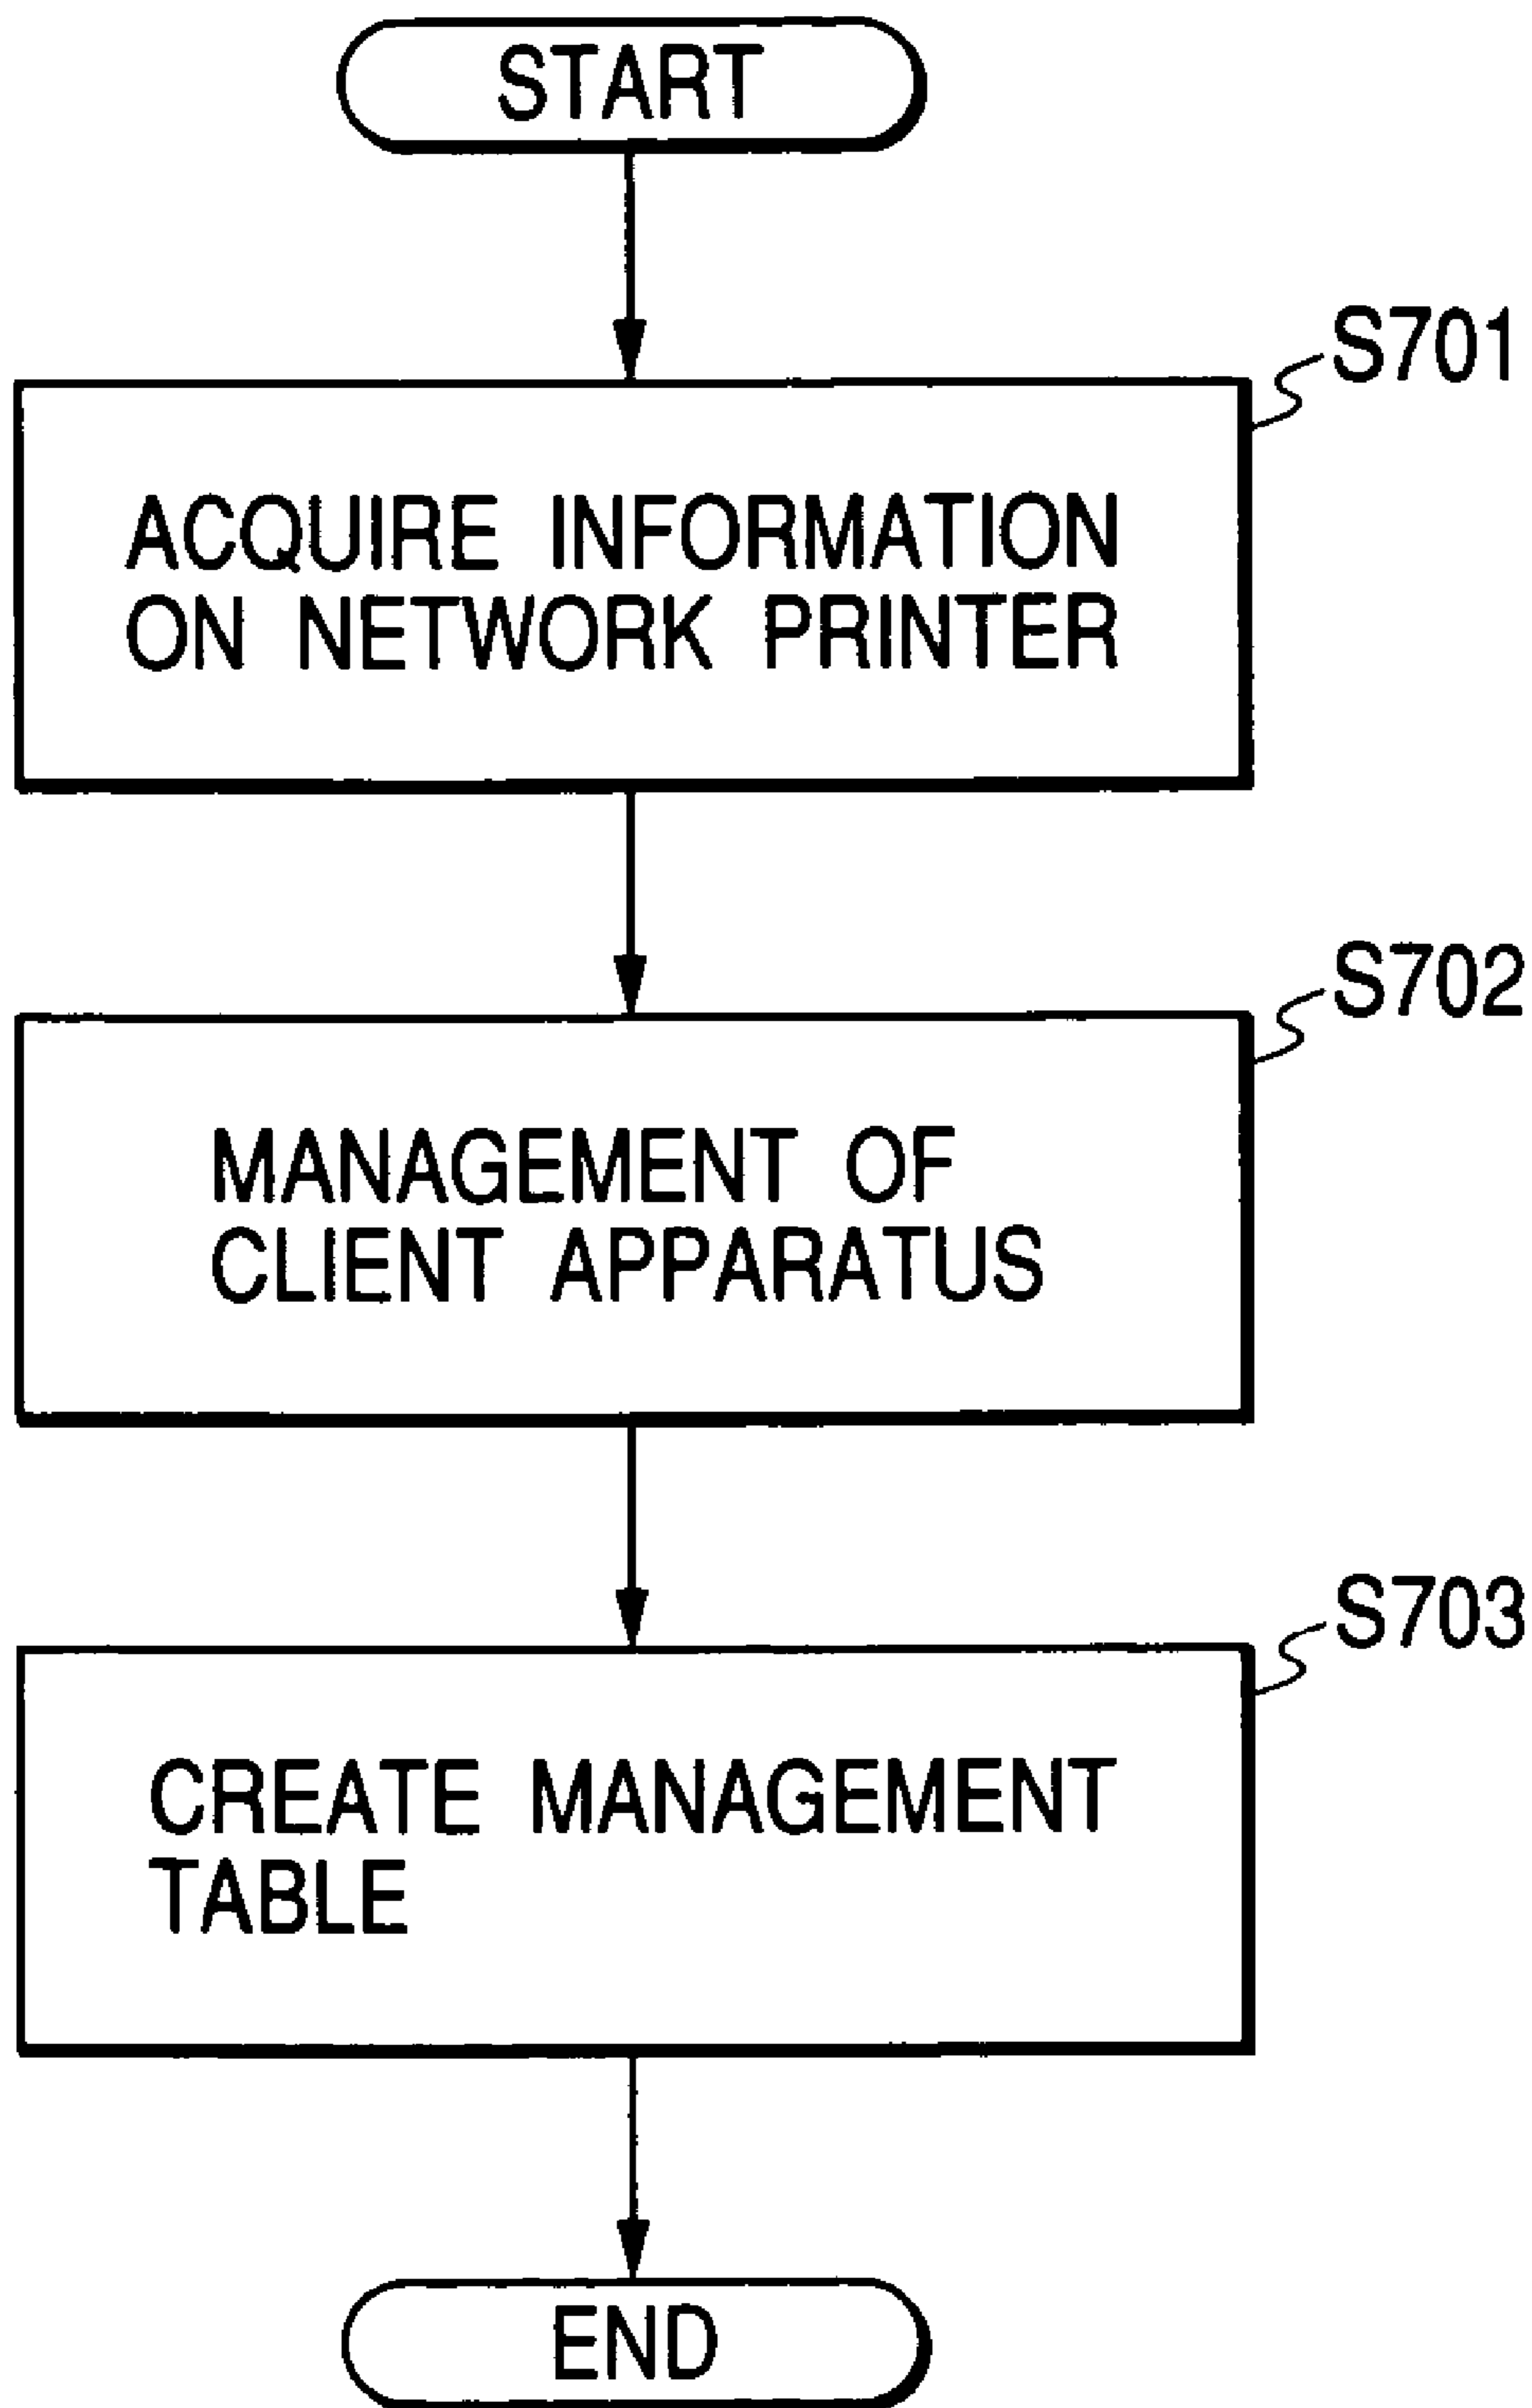 START
S701
ACQUIRE INFORMATION
ON NETWORK PRINTER
S702
MANAGEMENT OF
CLIENT APPARATUS
S703
CREATE MANAGEMENT
TABLE
END